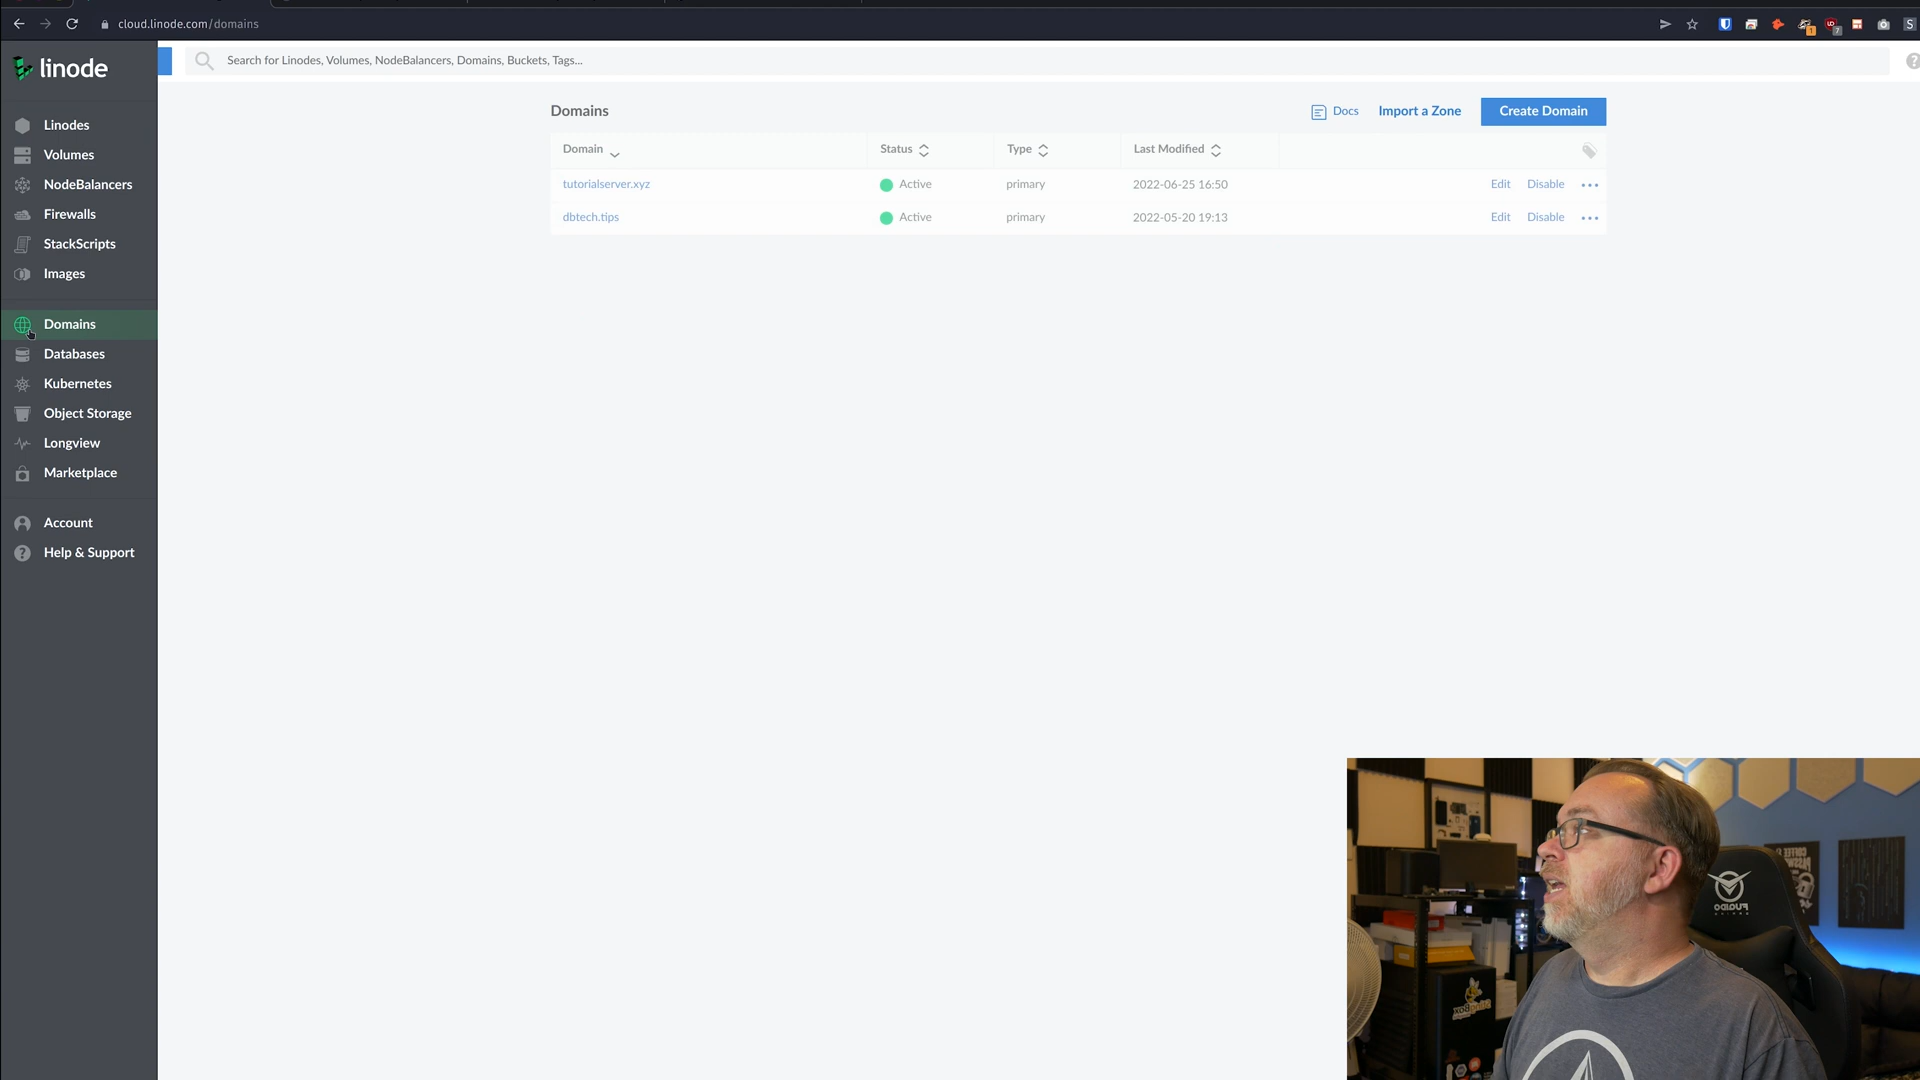 cloud.linode.com/domains
linode
Search for Linodes, Volumes, NodeBalancers, Domains, Buckets, Tags...
Linodes
Volumes
NodeBalancers
Firewalls
StackScripts
Images
Domains
Databases
Kubernetes
Object Storage
Longview
Marketplace
Account
Help & Support
Domains
Docs
Import a Zone
Create Domain
Domain Status Type Last Modified
tutorialserver.xyz Active primary 2022-06-25 16:50 Edit Disable
dbtech.tips Active primary 2022-05-20 19:13 Edit Disable